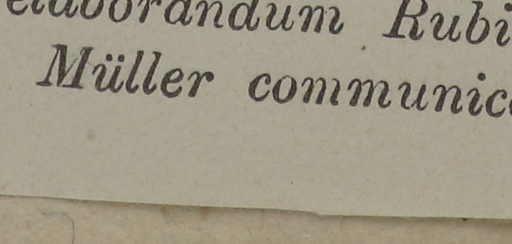 elaborandum Rubi
Müller communic